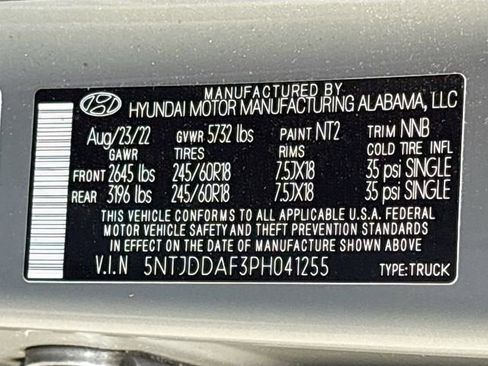 MANUFACTURED BY
HYUNDAI MOTOR MANUFACTURING ALABAMA, LLC
Aug/23/22 GVWR 5732 lbs PAINT NT2 TRIM NNB
GAWR TIRES RIMS COLD TIRE INFL
FRONT 2645 lbs 245/60R18 7.5JX18 35 psi SINGLE
REAR 3196 lbs 245/60R18 7.5JX18 35 psi SINGLE
THIS VEHICLE CONFORMS TO ALL APPLICABLE U.S.A. FEDERAL
MOTOR VEHICLE SAFETY AND THEFT PREVENTION STANDARDS
IN EFFECT ON THE DATE OF MANUFACTURE SHOWN ABOVE
V.I.N 5NTJDDAF3PH041255 TYPE:TRUCK